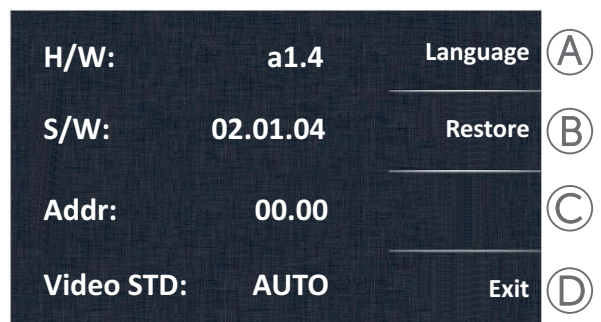 H/W: a1.4 Language A
S/W: 02.01.04 Restore B
Addr: 00.00 C
Video STD: AUTO Exit D